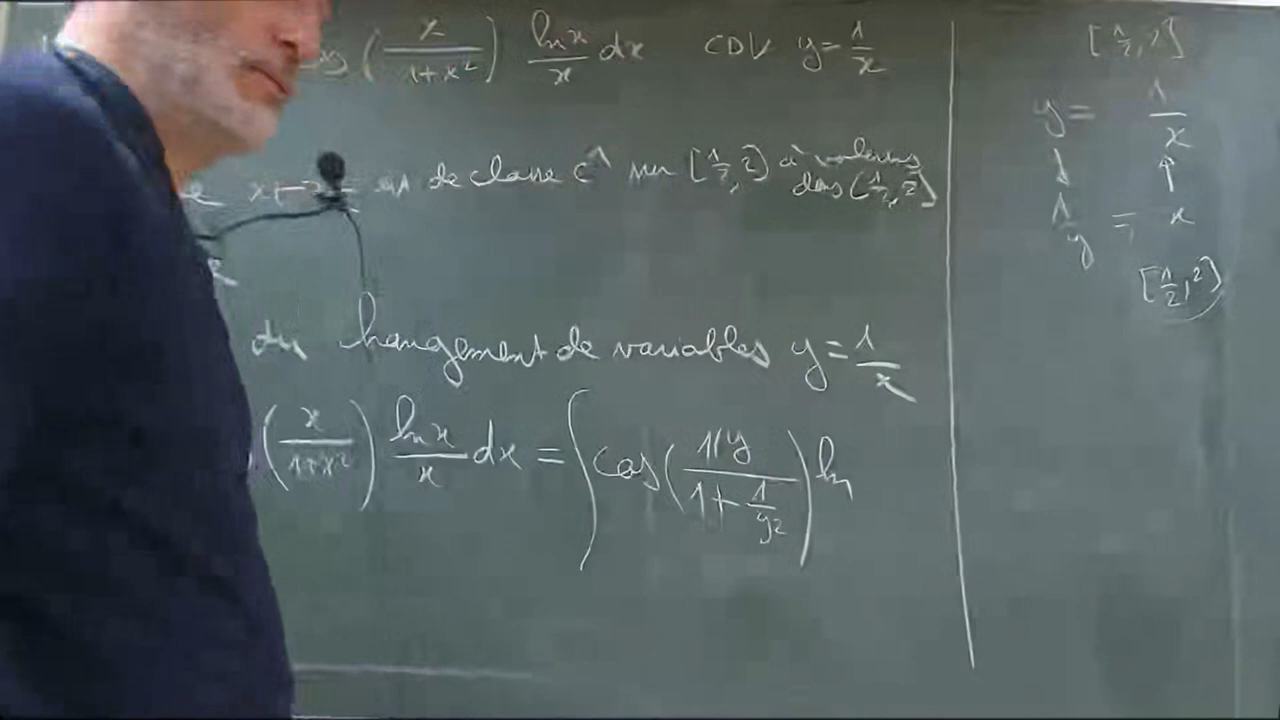 ( x / 1+x² ) ln x / x dx CDV y = 1/x
x ↦ est de classe C¹ sur [1/2, 2] à valeurs dans [1/2, 2]
du changement de variables y = 1/x
( x / 1+x² ) ln x / x dx = ∫ cos ( 1/y / 1 + 1/y² ) ln
[1/2, 2]
y = 1/x
1/y = x
[1/2, 2]